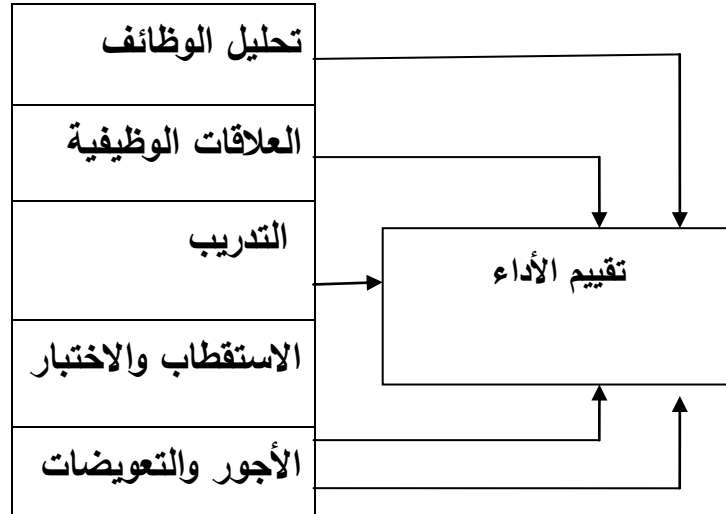 تحليل الوظائف
العلاقات الوظيفية
التدريب
تقييم الأداء
الاستقطاب والاختبار
الأجور والتعويضات